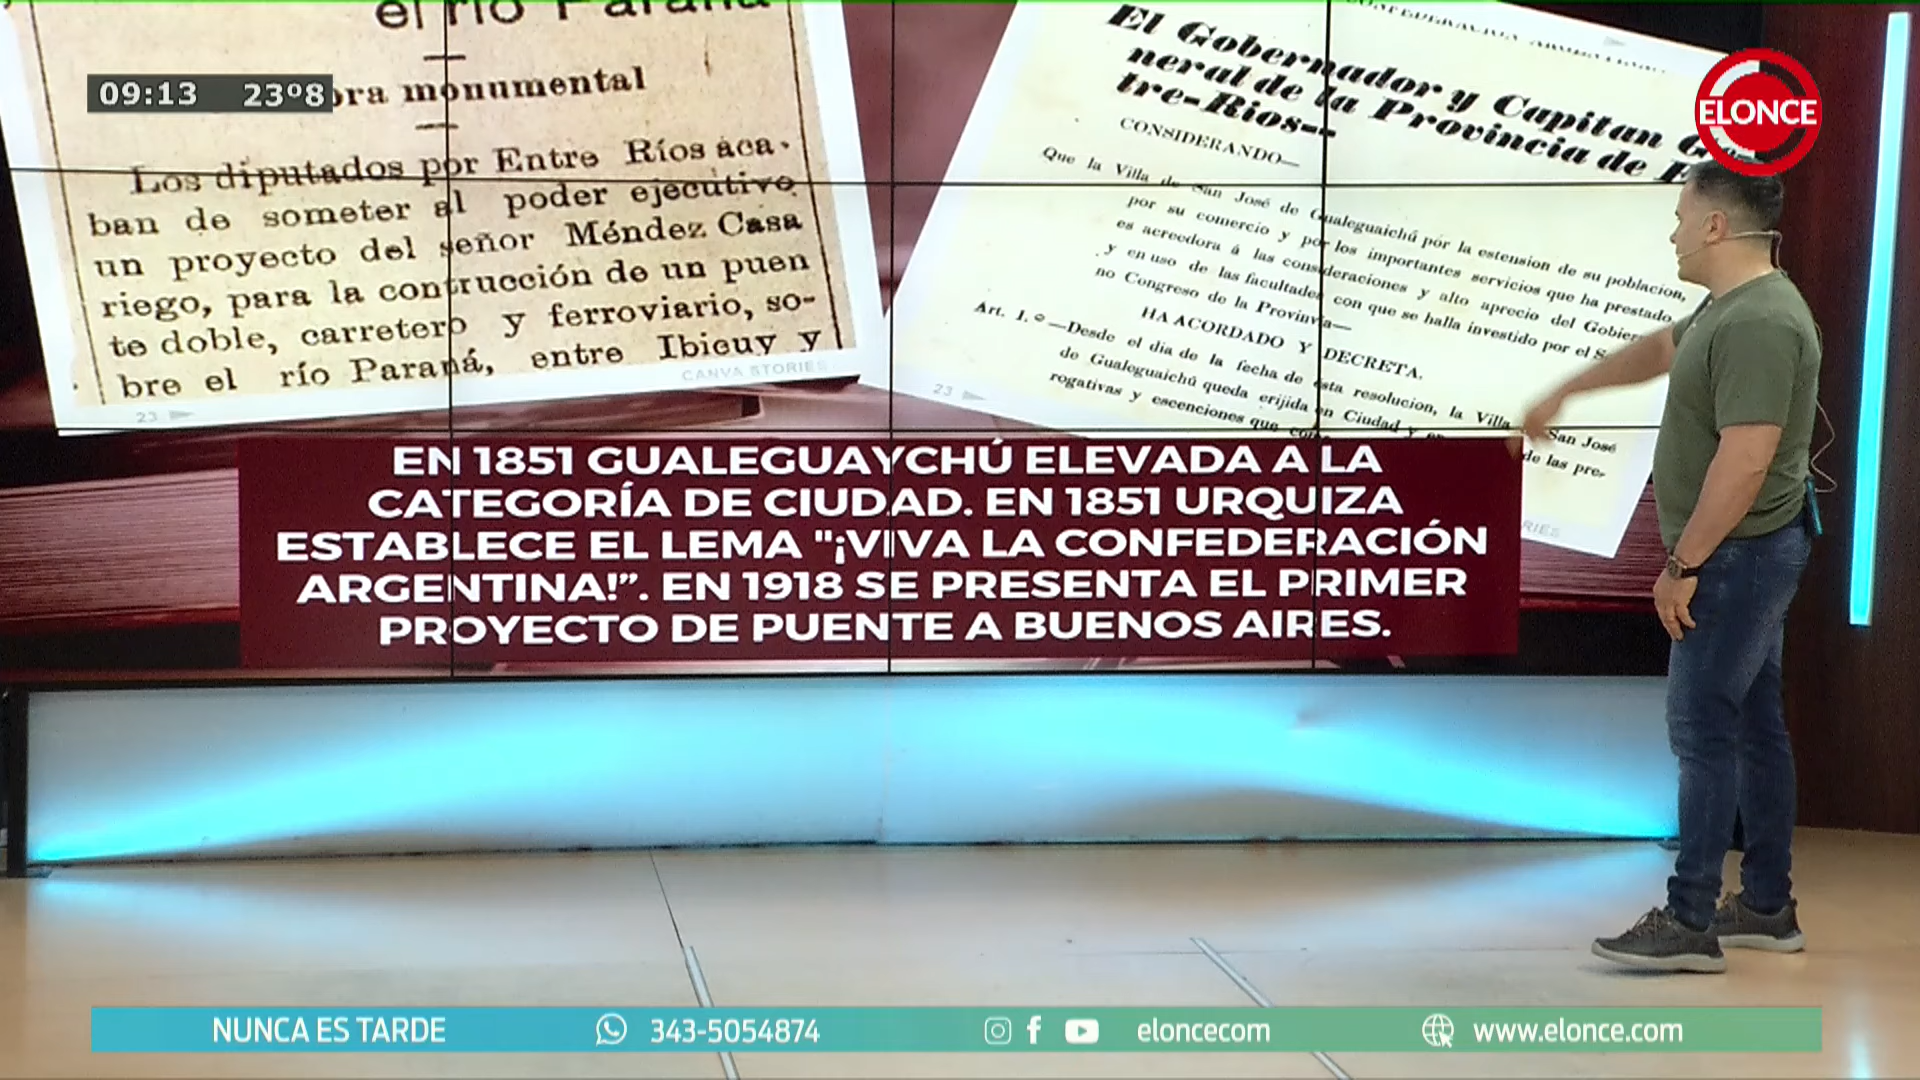 el río Paraná
09:13 23º8
ora monumental
Los diputados por Entre Ríos aca-
ban de someter al poder ejecutivo
un proyecto del señor Méndez Casa
riego, para la contrucción de un puen
te doble, carretero y ferroviario, so-
bre el río Paraná, entre Ibicuy y
CANVA STORIES
23
El Gobernador y Capitan Ge-
neral de la Provincia de E
tre-Rios--
ELONCE
CONSIDERANDO—
Que la Villa de San José de Gualeguaichú por la estension de su poblacion,
por su comercio y por los importantes servicios que ha prestado
es acreedora á las consideraciones y alto aprecio del Gobier
y en uso de las facultades con que se halla investido por el S
no Congreso de la Provincia—
HA ACORDADO Y DECRETA.
Art. 1.º—Desde el dia de la fecha de esta resolucion, la Villa de San José
de Gualeguaichú queda erijida en Ciudad y de las pre-
rogativas y escenciones que
23
RIES
EN 1851 GUALEGUAYCHÚ ELEVADA A LA
CATEGORÍA DE CIUDAD. EN 1851 URQUIZA
ESTABLECE EL LEMA "¡VIVA LA CONFEDERACIÓN
ARGENTINA!”. EN 1918 SE PRESENTA EL PRIMER
PROYECTO DE PUENTE A BUENOS AIRES.
NUNCA ES TARDE 343-5054874 eloncecom www.elonce.com